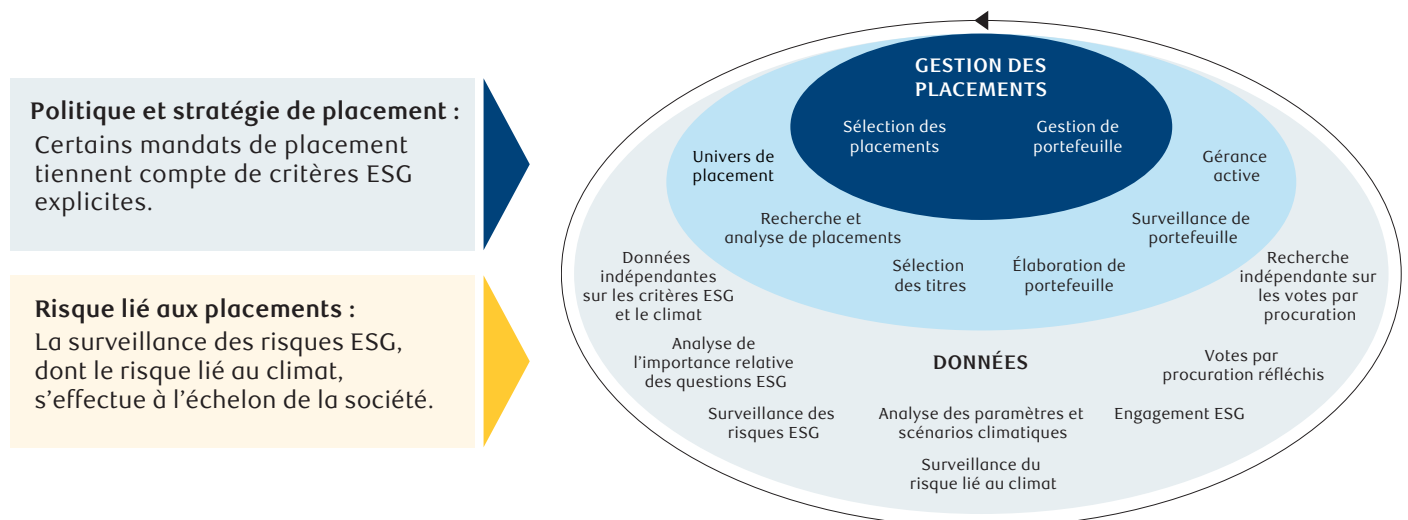 Politique et stratégie de placement :
Certains mandats de placement
tiennent compte de critères ESG
explicites.
Risque lié aux placements :
La surveillance des risques ESG,
dont le risque lié au climat,
s’effectue à l’échelon de la société.
GESTION DES
PLACEMENTS
Sélection des
placements
Gestion de
portefeuille
Univers de
placement
Gérance
active
Recherche et
analyse de placements
Surveillance de
portefeuille
Sélection
des titres
Élaboration de
portefeuille
Données
indépendantes
sur les critères ESG
et le climat
Recherche
indépendante sur
les votes par
procuration
Analyse de
l’importance relative
des questions ESG
DONNÉES
Votes par
procuration réfléchis
Surveillance des
risques ESG
Analyse des paramètres et
scénarios climatiques
Engagement ESG
Surveillance du
risque lié au climat